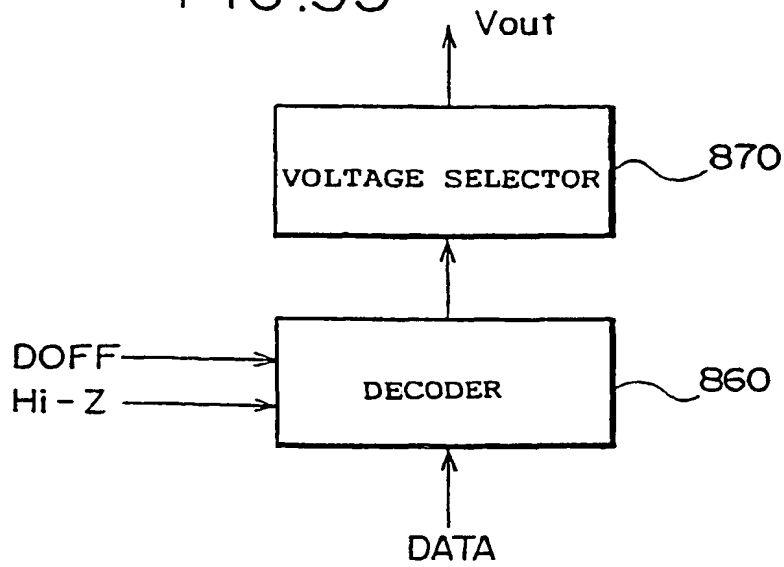 Vout
VOLTAGE SELECTOR
870
DOFF
Hi-Z
DECODER
860
DATA